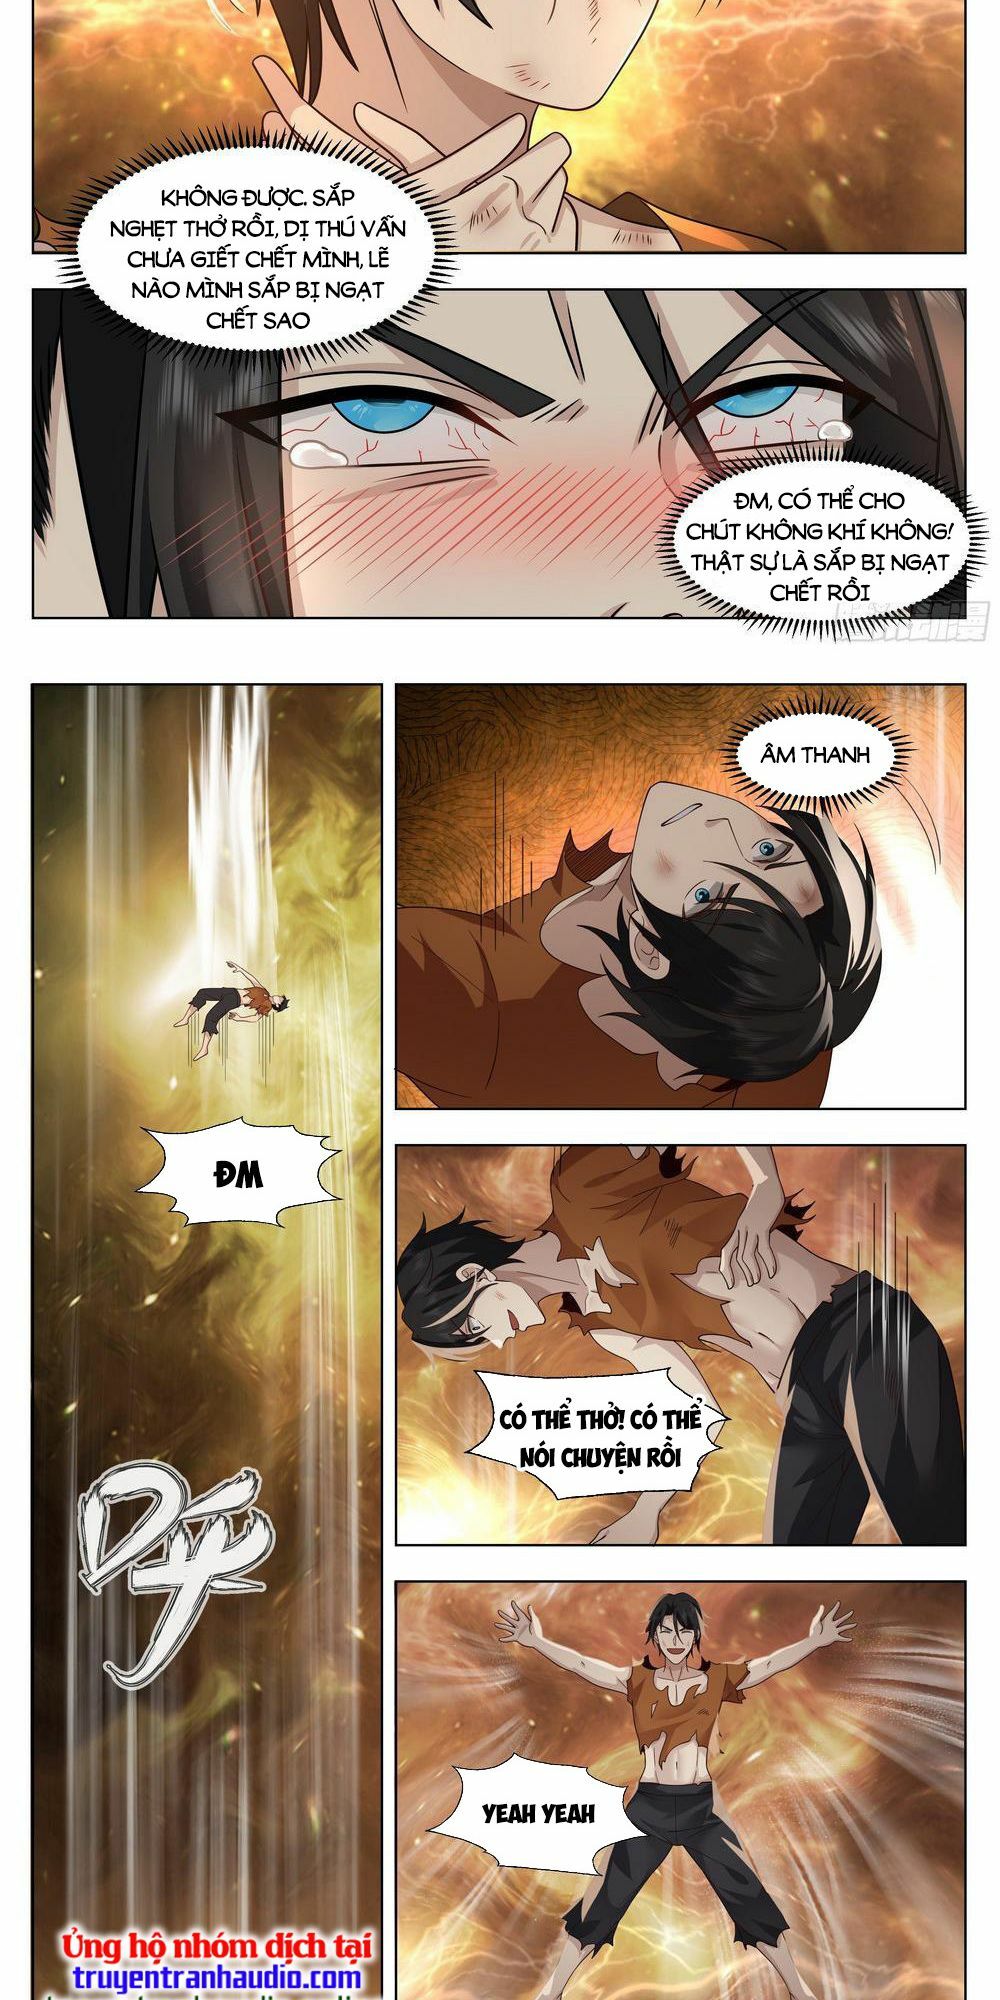 KHÔNG ĐƯỢC. SẮP
NGHẸT THỞ RỒI, DỊ THÚ VẪN
CHƯA GIẾT CHẾT MÌNH, LẼ
NÀO MÌNH SẮP BỊ NGẠT
CHẾT SAO
ĐM, CÓ THỂ CHO
CHÚT KHÔNG KHÍ KHÔNG!
THẬT SỰ LÀ SẮP BỊ NGẠT
CHẾT RỒI
ÂM THANH
ĐM
CÓ THỂ THỞ! CÓ THỂ
NÓI CHUYỆN RỒI
YEAH YEAH
Ủng hộ nhóm dịch tại
truyentranhaudio.com